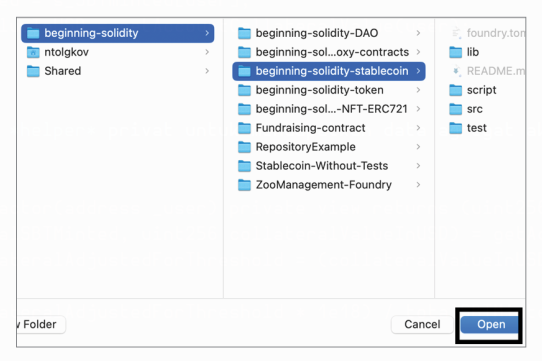 beginning-solidity
ntolgkov
Shared
beginning-solidity-DAO
beginning-sol...oxy-contracts
beginning-solidity-stablecoin
beginning-solidity-token
beginning-sol...-NFT-ERC721
Fundraising-contract
RepositoryExample
Stablecoin-Without-Tests
ZooManagement-Foundry
foundry.tom
lib
README.m
script
src
test
v Folder
Cancel
Open